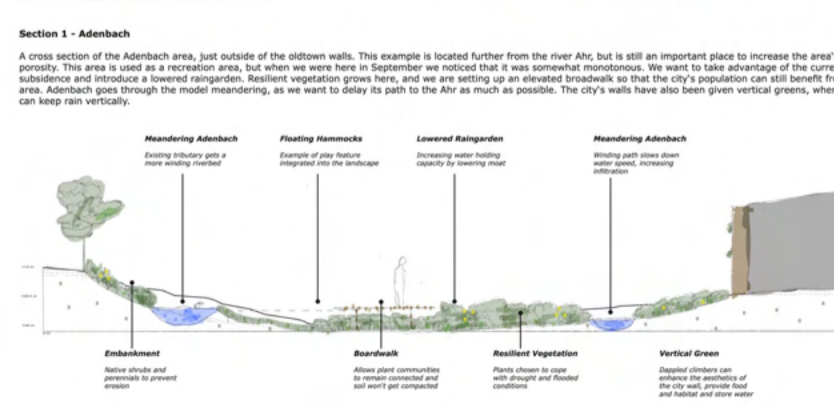 Section 1 - Adenbach
A cross section of the Adenbach area, just outside of the oldtown walls. This example is located further from the river Ahr, but is still an important place to increase the area'
porosity. This area is used as a recreation area, but when we were here in September we noticed that it was somewhat monotonous. We want to take advantage of the curre
subsidence and introduce a lowered raingarden. Resilient vegetation grows here, and we are setting up an elevated broadwalk so that the city's population can still benefit fr
area. Adenbach goes through the model meandering, as we want to delay its path to the Ahr as much as possible. The city's walls have also been given vertical greens, wher
can keep rain vertically.
Meandering Adenbach
Existing tributary gets a
more winding riverbed
Floating Hammocks
Example of play feature
integrated into the landscape
Lowered Raingarden
Increasing water holding
capacity by lowering moat
Meandering Adenbach
Winding path slows down
water speed, increasing
infiltration
Embankment
Native shrubs and
perennials to prevent
erosion
Boardwalk
Allows plant communities
to remain connected and
soil won't get compacted
Resilient Vegetation
Plants chosen to cope
with drought and flooded
conditions
Vertical Green
Dappled climbers can
enhance the aesthetics of
the city wall, provide food
and habitat and store water